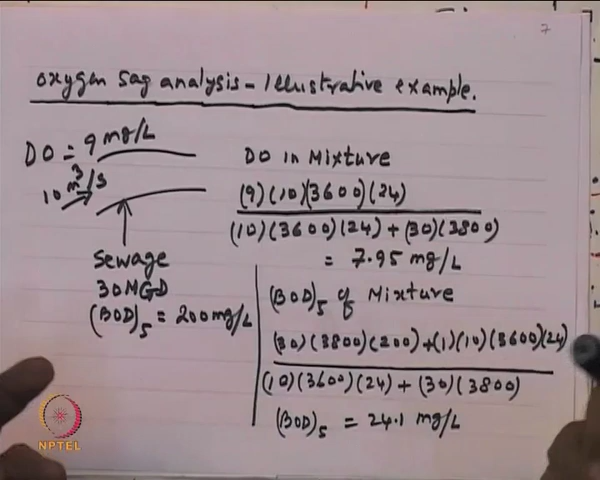 7
oxygen sag analysis - Illustrative example.
DO = 9 mg/L
10 m³/s
Sewage
30 MGD
(BOD)₅ = 200 mg/L
DO in Mixture
(9)(10)(3600)(24)
(10)(3600)(24) + (30)(3800)
= 7.95 mg/L
(BOD)₅ of Mixture
(30)(3800)(200) + (1)(10)(3600)(24)
(10)(3600)(24) + (30)(3800)
(BOD)₅ = 24.1 mg/L
NPTEL